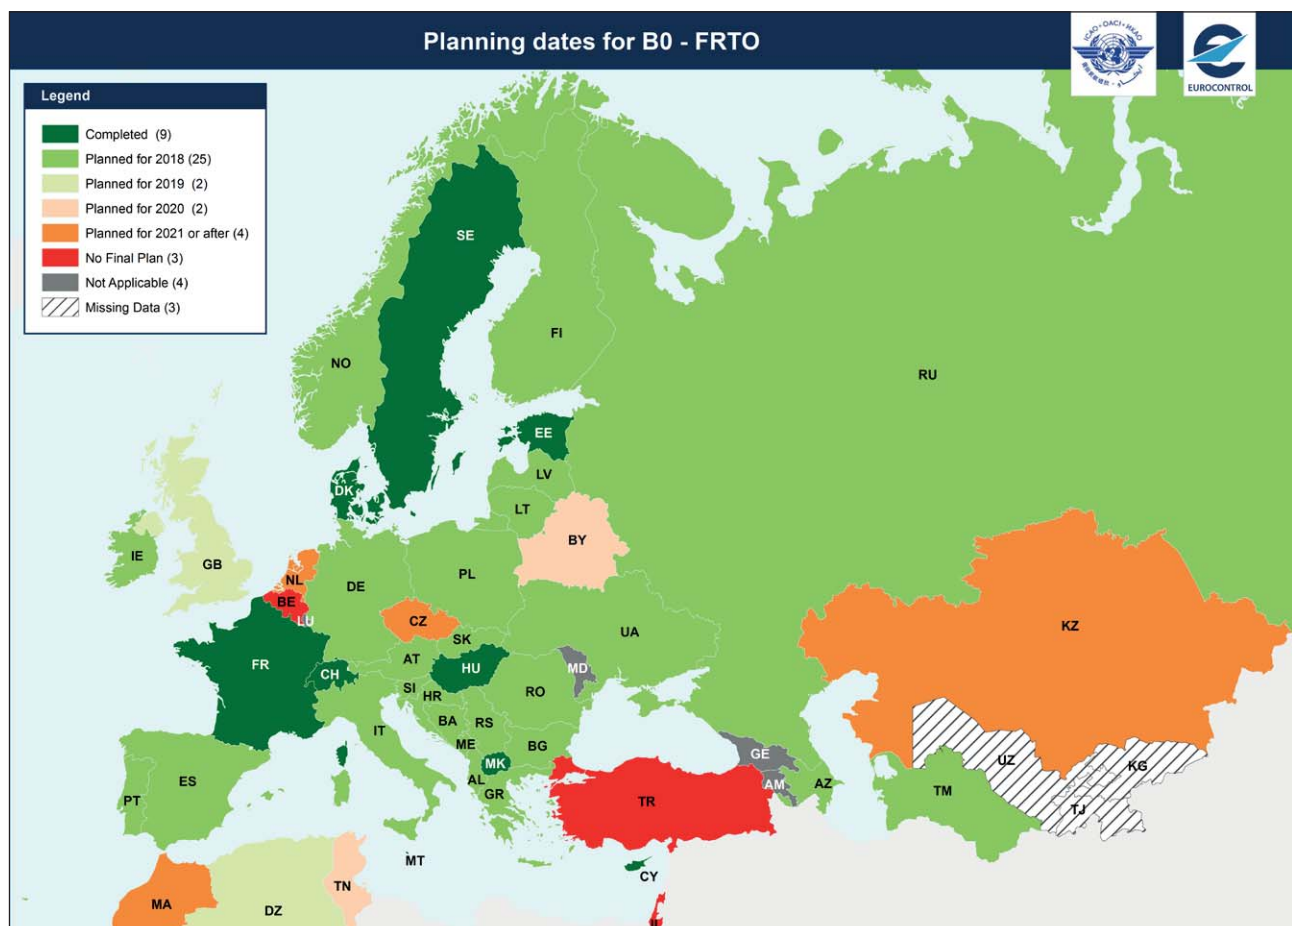 Planning dates for B0 - FRTO
ICAO • OACI • ИКАО
EUROCONTROL
Legend
Completed (9)
Planned for 2018 (25)
Planned for 2019 (2)
Planned for 2020 (2)
Planned for 2021 or after (4)
No Final Plan (3)
Not Applicable (4)
Missing Data (3)
SE
FI
NO
RU
EE
LV
DK
LT
BY
IE
GB
NL
DE
PL
BE
LU
CZ
KZ
UA
SK
AT
FR
CH
HU
MD
SI
HR
RO
IT
BA
RS
ME
BG
GE
UZ
MK
KG
ES
AL
AM
AZ
TM
PT
GR
TR
TJ
MT
CY
TN
MA
DZ
IL